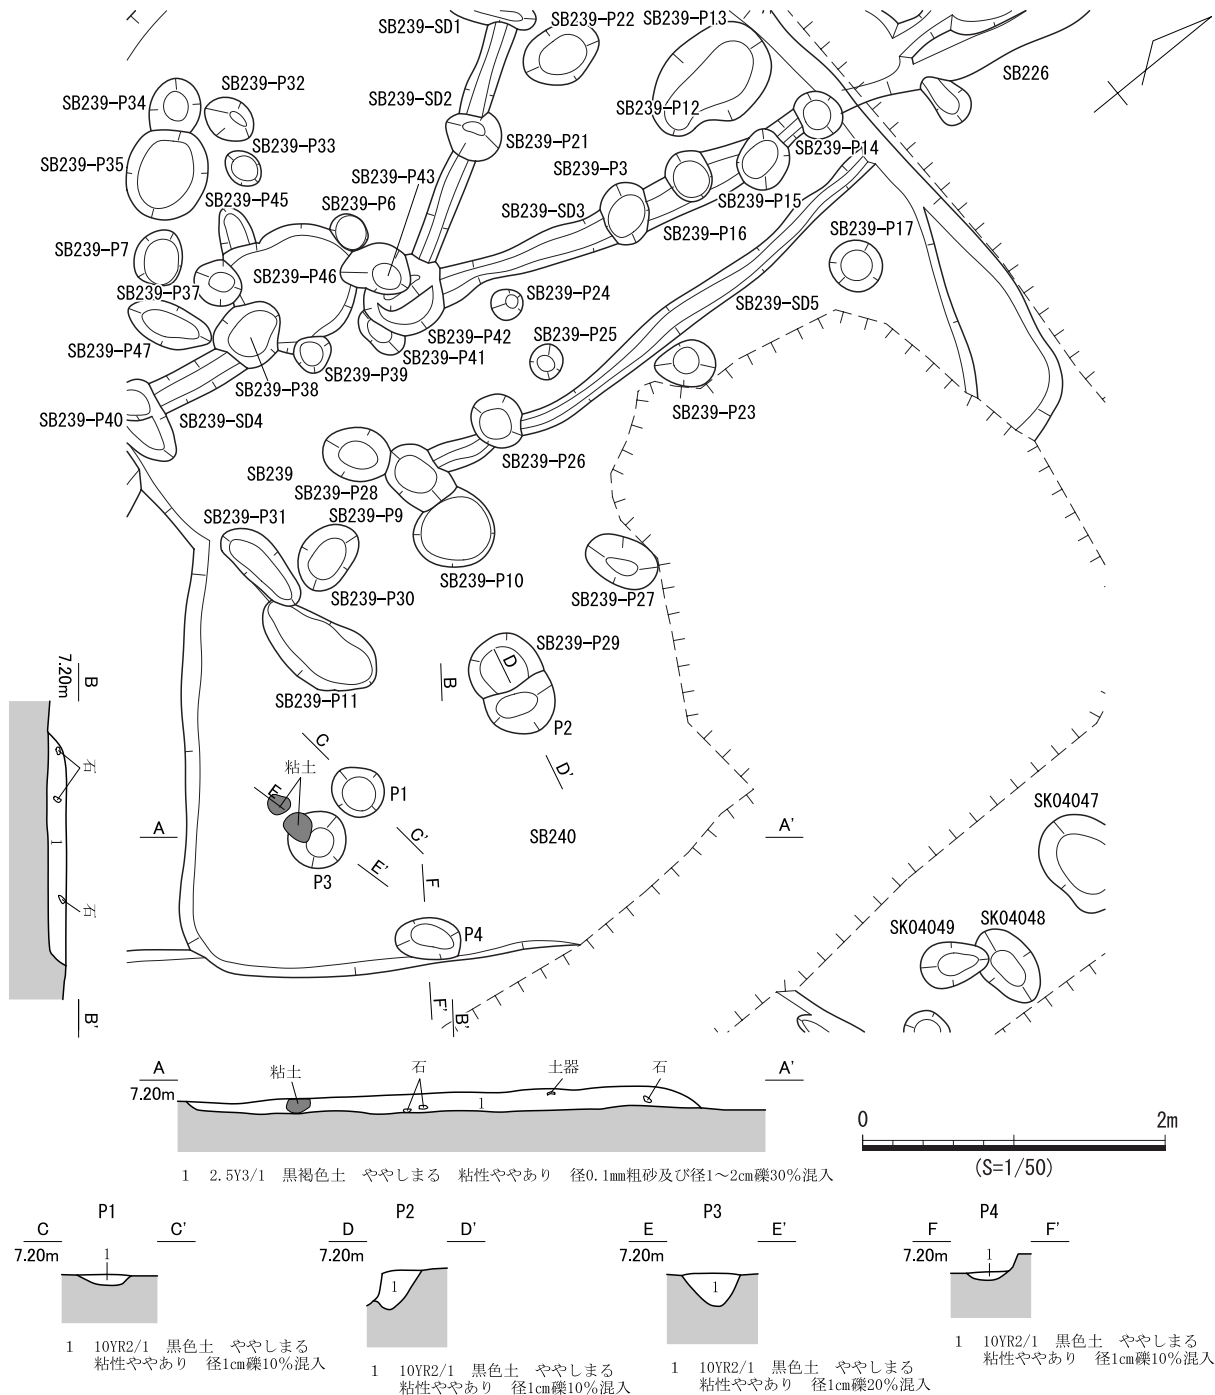 SB239-SD1
SB239-P22
SB239-P13
SB226
SB239-P32
SB239-P34
SB239-SD2
SB239-P12
SB239-P33
SB239-P21
SB239-P35
SB239-P14
SB239-P3
SB239-P43
SB239-P45
SB239-P6
SB239-SD3
SB239-P15
SB239-P17
SB239-P16
SB239-P7
SB239-P46
SB239-P37
SB239-P24
SB239-SD5
SB239-P42
SB239-P25
SB239-P47
SB239-P41
SB239-P39
SB239-P38
SB239-P23
SB239-P40
SB239-SD4
SB239-P26
SB239
SB239-P28
SB239-P31
SB239-P9
SB239-P10
SB239-P30
SB239-P27
SB239-P29
D
B
7.20m
B
SB239-P11
P2
C
D'
石
粘土
E
P1
SK04047
A
C'
SB240
A'
1
E'
P3
F
石
P4
SK04049
SK04048
F'
B'
B'
A
7.20m
粘土
石
土器
石
A'
1
0
2m
(S=1/50)
1 2.5Y3/1 黒褐色土 ややしまる 粘性ややあり 径0.1mm粗砂及び径1～2cm礫30%混入
P1
C
C'
7.20m
1
1 10YR2/1 黒色土 ややしまる
粘性ややあり 径1cm礫10%混入
P2
D
D'
7.20m
1
1 10YR2/1 黒色土 ややしまる
粘性ややあり 径1cm礫10%混入
P3
E
E'
7.20m
1
1 10YR2/1 黒色土 ややしまる
粘性ややあり 径1cm礫20%混入
P4
F
F'
7.20m
1
1 10YR2/1 黒色土 ややしまる
粘性ややあり 径1cm礫10%混入